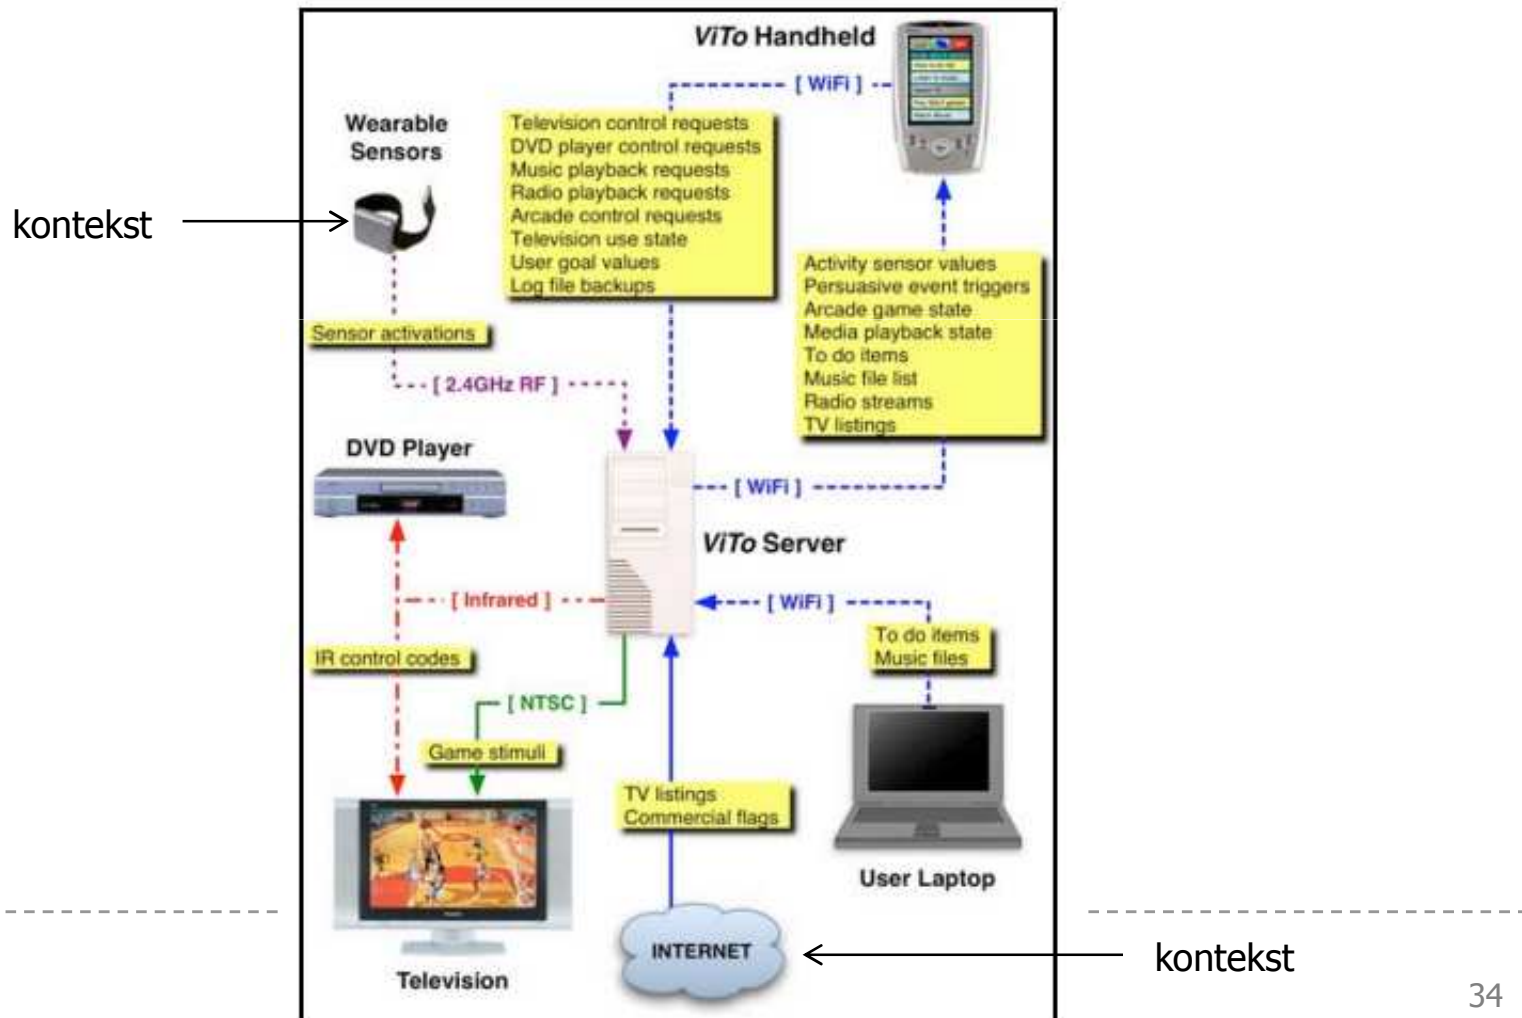 ViTo Handheld
[ WiFi ]
Wearable
Sensors
Television control requests
DVD player control requests
Music playback requests
Radio playback requests
Arcade control requests
Television use state
User goal values
Log file backups
kontekst
Activity sensor values
Persuasive event triggers
Arcade game state
Media playback state
To do items
Music file list
Radio streams
TV listings
Sensor activations
[ 2.4GHz RF ]
DVD Player
[ WiFi ]
ViTo Server
[ Infrared ]
[ WiFi ]
To do items
Music files
IR control codes
[ NTSC ]
Game stimuli
TV listings
Commercial flags
User Laptop
INTERNET
kontekst
Television
34